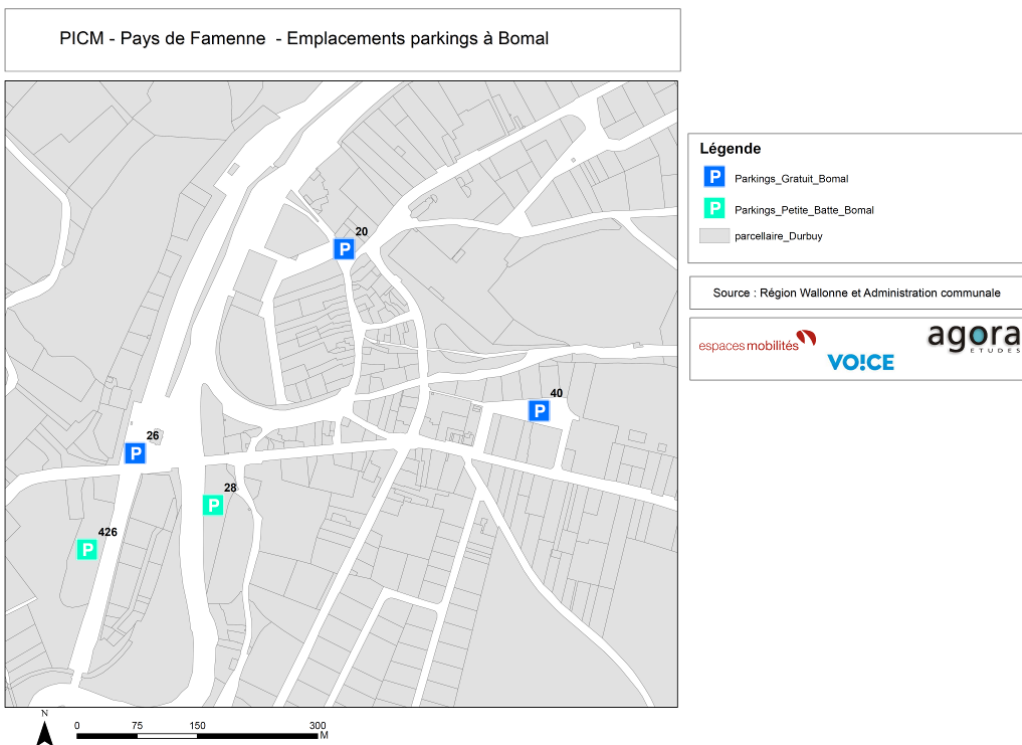 PICM - Pays de Famenne - Emplacements parkings à Bomal
P 20
P 40
P 26
P 28
P 426
Légende
P Parkings_Gratuit_Bomal
P Parkings_Petite_Batte_Bomal
parcellaire_Durbuy
Source : Région Wallonne et Administration communale
espaces mobilités
VO!CE
agora
ETUDES
N
0 75 150 300
M